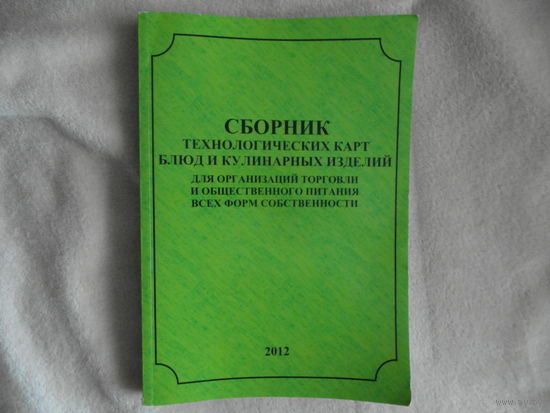 СБОРНИК
ТЕХНОЛОГИЧЕСКИХ КАРТ
БЛЮД И КУЛИНАРНЫХ ИЗДЕЛИЙ
ДЛЯ ОРГАНИЗАЦИЙ ТОРГОВЛИ
И ОБЩЕСТВЕННОГО ПИТАНИЯ
ВСЕХ ФОРМ СОБСТВЕННОСТИ
2012